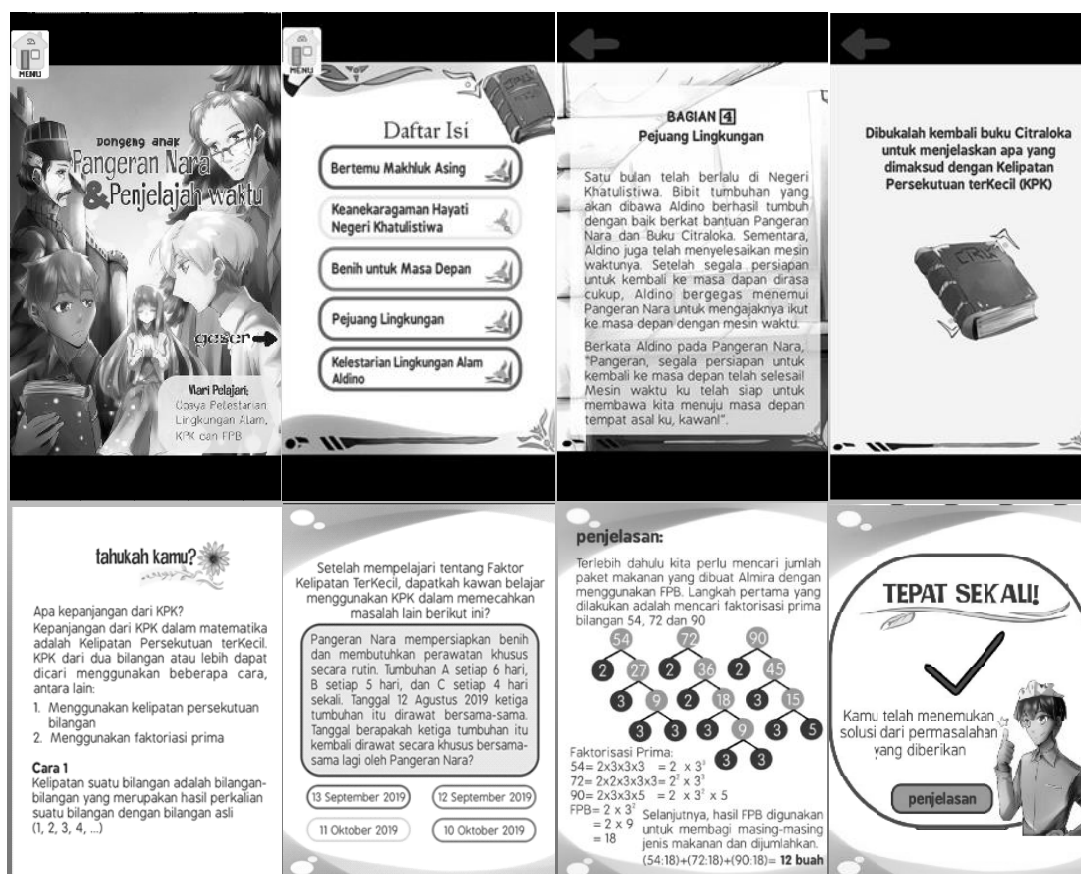 MENU
Dongeng anak
Pangeran Nara
& Penjelajah waktu
geser
Mari Pelajari:
Upaya Pelestarian
Lingkungan Alam,
KPK dan FPB
MENU
Daftar Isi
Bertemu Makhluk Asing
Keanekaragaman Hayati
Negeri Khatulistiwa
Benih untuk Masa Depan
Pejuang Lingkungan
Kelestarian Lingkungan Alam
Aldino
BAGIAN 4
Pejuang Lingkungan
Satu bulan telah berlalu di Negeri
Khatulistiwa. Bibit tumbuhan yang
akan dibawa Aldino berhasil tumbuh
dengan baik berkat bantuan Pangeran
Nara dan Buku Citraloka. Sementara,
Aldino juga telah menyelesaikan mesin
waktunya. Setelah segala persiapan
untuk kembali ke masa dapan dirasa
cukup, Aldino bergegas menemui
Pangeran Nara untuk mengajaknya ikut
ke masa depan dengan mesin waktu.
Berkata Aldino pada Pangeran Nara,
"Pangeran, segala persiapan untuk
kembali ke masa depan telah selesai!
Mesin waktu ku telah siap untuk
membawa kita menuju masa depan
tempat asal ku, kawan!".
Dibukalah kembali buku Citraloka
untuk menjelaskan apa yang
dimaksud dengan Kelipatan
Persekutuan terKecil (KPK)
tahukah kamu?
Apa kepanjangan dari KPK?
Kepanjangan dari KPK dalam matematika
adalah Kelipatan Persekutuan terKecil.
KPK dari dua bilangan atau lebih dapat
dicari menggunakan beberapa cara,
antara lain:
1. Menggunakan kelipatan persekutuan
bilangan
2. Menggunakan faktoriasi prima
Cara 1
Kelipatan suatu bilangan adalah bilangan-
bilangan yang merupakan hasil perkalian
suatu bilangan dengan bilangan asli
(1, 2, 3, 4, ...)
Setelah mempelajari tentang Faktor
Kelipatan TerKecil, dapatkah kawan belajar
menggunakan KPK dalam memecahkan
masalah lain berikut ini?
Pangeran Nara mempersiapkan benih
dan membutuhkan perawatan khusus
secara rutin. Tumbuhan A setiap 6 hari,
B setiap 5 hari, dan C setiap 4 hari
sekali. Tanggal 12 Agustus 2019 ketiga
tumbuhan itu dirawat bersama-sama.
Tanggal berapakah ketiga tumbuhan itu
kembali dirawat secara khusus bersama-
sama lagi oleh Pangeran Nara?
13 September 2019
12 September 2019
11 Oktober 2019
10 Oktober 2019
penjelasan:
Terlebih dahulu kita perlu mencari jumlah
paket makanan yang dibuat Almira dengan
menggunakan FPB. Langkah pertama yang
dilakukan adalah mencari faktorisasi prima
bilangan 54, 72 dan 90
54 72 90
2 27 2 36 2 45
3 9 2 18 3 15
3 3 3 9 3 5
3 3
Faktorisasi Prima:
54= 2x3x3x3 = 2 x 3³
72= 2x2x3x3x3= 2² x 3³
90= 2x3x3x5 = 2 x 3² x 5
FPB= 2 x 3²
= 2 x 9
= 18
Selanjutnya, hasil FPB digunakan
untuk membagi masing-masing
jenis makanan dan dijumlahkan.
(54:18)+(72:18)+(90:18)= 12 buah
TEPAT SEKALI!
Kamu telah menemukan
solusi dari permasalahan
yang diberikan
penjelasan